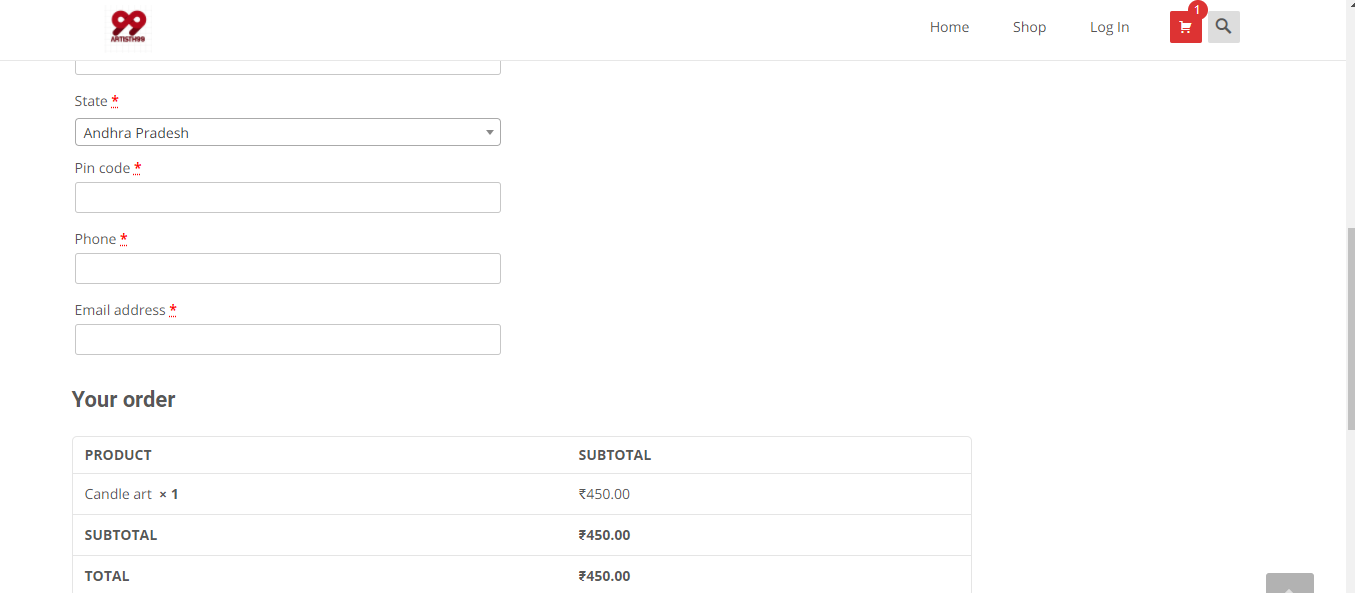 99
ARTISTH99
Home Shop Log In 1
State *
Andhra Pradesh
Pin code *
Phone *
Email address *
Your order
PRODUCT SUBTOTAL
Candle art × 1 ₹450.00
SUBTOTAL ₹450.00
TOTAL ₹450.00